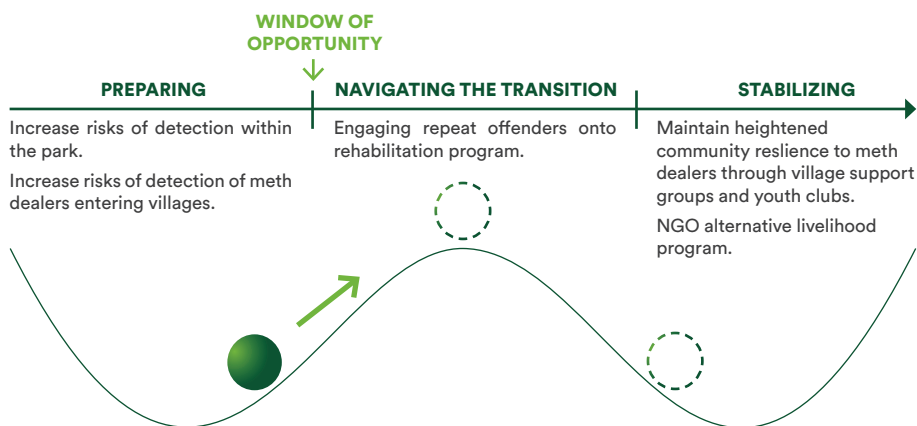 WINDOW OF
OPPORTUNITY
PREPARING
NAVIGATING THE TRANSITION
STABILIZING
Increase risks of detection within
the park.
Increase risks of detection of meth
dealers entering villages.
Engaging repeat offenders onto
rehabilitation program.
Maintain heightened
community reslience to meth
dealers through village support
groups and youth clubs.
NGO alternative livelihood
program.